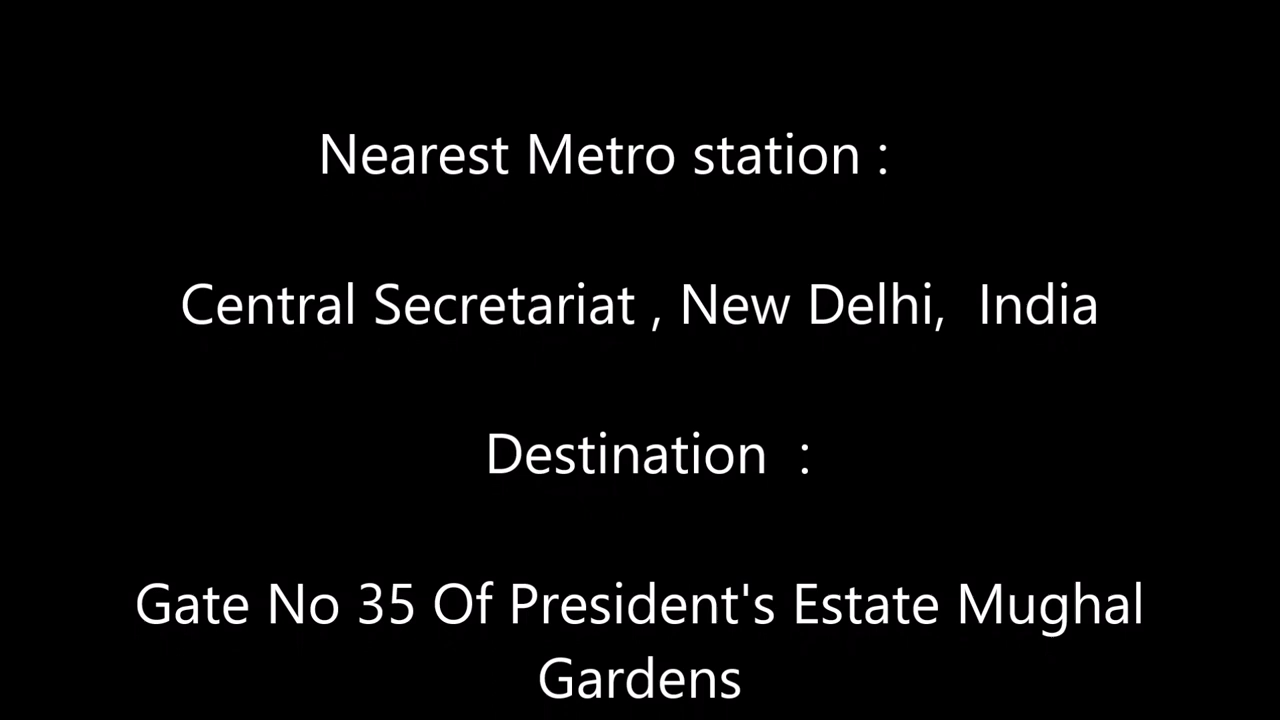 Nearest Metro station :
Central Secretariat , New Delhi,  India
Destination  :
Gate No 35 Of President's Estate Mughal
Gardens